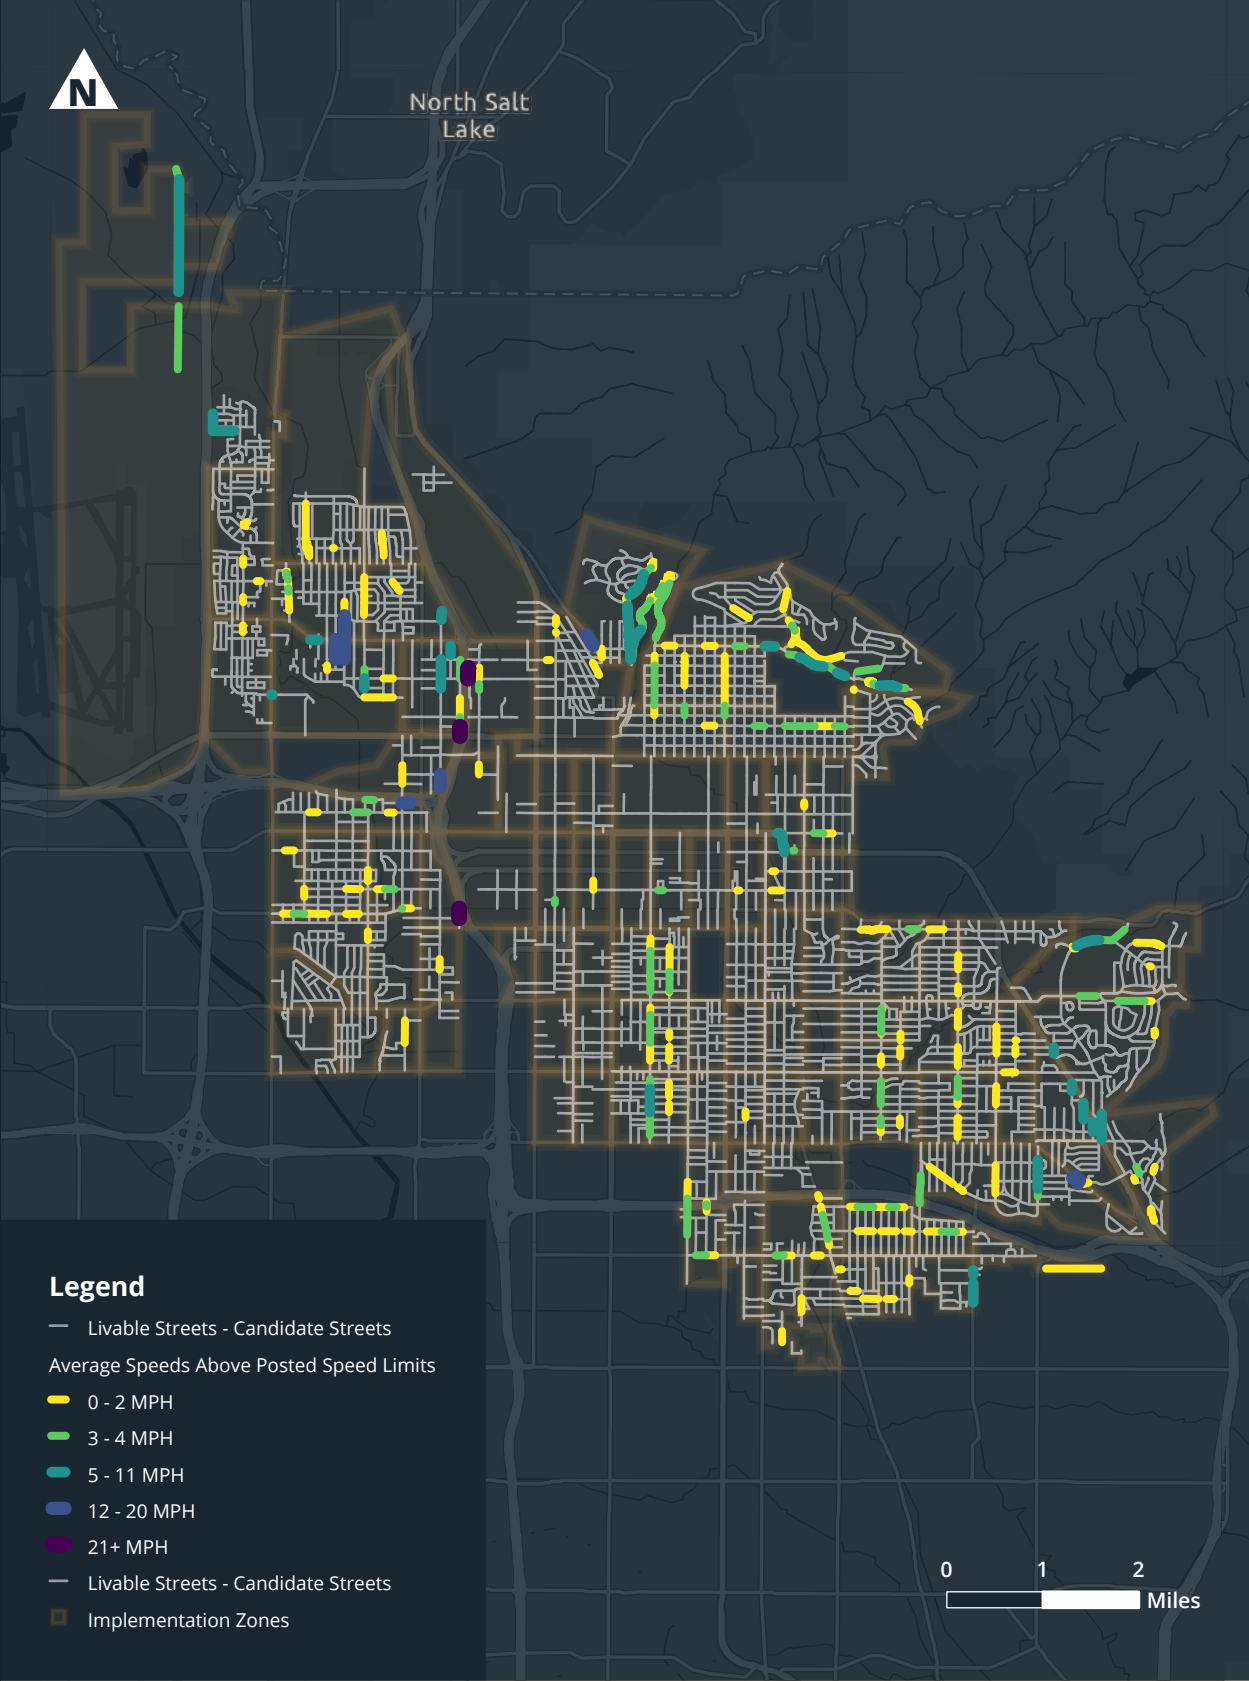 N
North Salt
Lake
Legend
Livable Streets - Candidate Streets
Average Speeds Above Posted Speed Limits
0 - 2 MPH
3 - 4 MPH
5 - 11 MPH
12 - 20 MPH
21+ MPH
Livable Streets - Candidate Streets
Implementation Zones
0 1 2
Miles